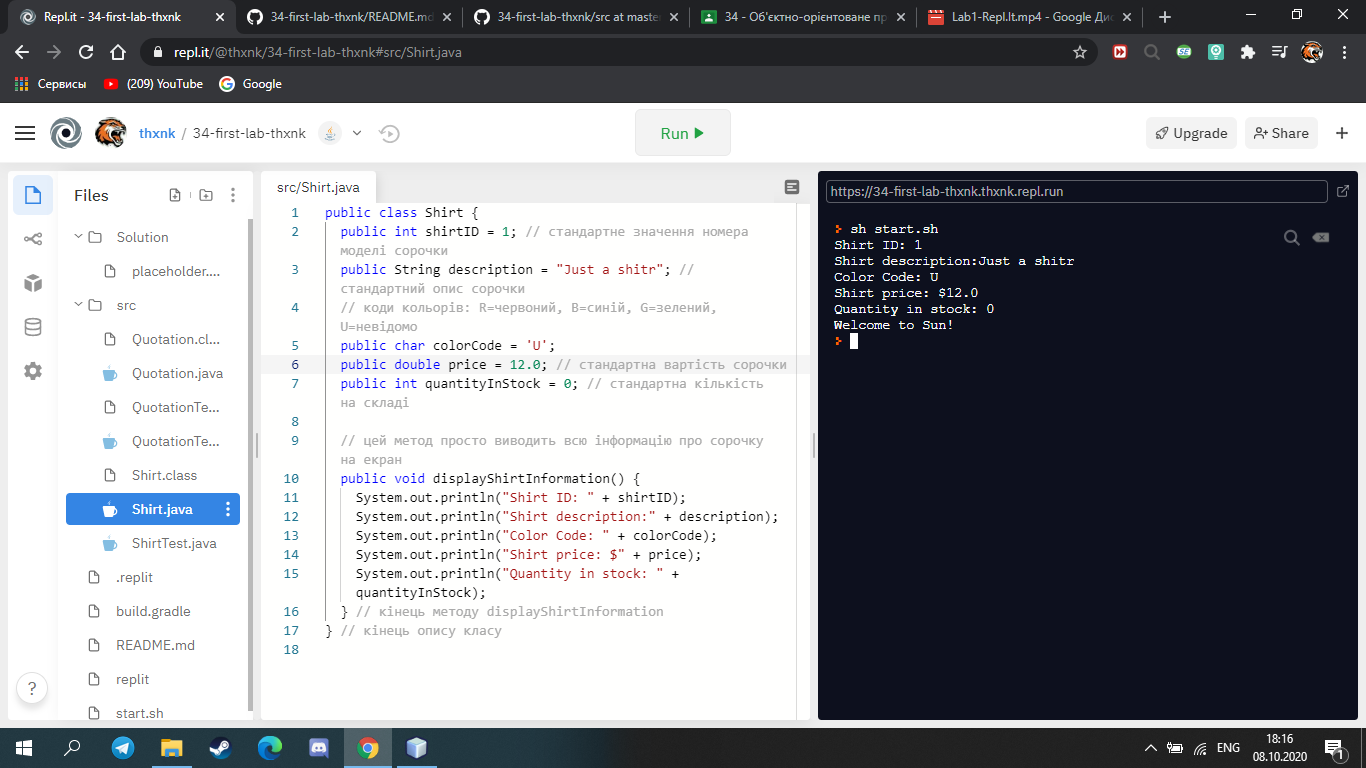 Repl.it - 34-first-lab-thxnk
34-first-lab-thxnk/README.md
34-first-lab-thxnk/src at maste
34 - Об'єктно-орієнтоване пр
Lab1-Repl.It.mp4 - Google Дис
repl.it/@thxnk/34-first-lab-thxnk#src/Shirt.java
Сервисы
(209) YouTube
Google
thxnk / 34-first-lab-thxnk
Run
Upgrade
Share
Files
Solution
placeholder....
src
Quotation.cl...
Quotation.java
QuotationTe...
QuotationTe...
Shirt.class
Shirt.java
ShirtTest.java
.replit
build.gradle
README.md
replit
start.sh
?
src/Shirt.java
1 public class Shirt {
2 public int shirtID = 1; // стандартне значення номера
моделі сорочки
3 public String description = "Just a shitr"; //
стандартний опис сорочки
4 // коди кольорів: R=червоний, B=синій, G=зелений,
U=невідомо
5 public char colorCode = 'U';
6 public double price = 12.0; // стандартна вартість сорочки
7 public int quantityInStock = 0; // стандартна кількість
на складі
8
9 // цей метод просто виводить всю інформацію про сорочку
на екран
10 public void displayShirtInformation() {
11 System.out.println("Shirt ID: " + shirtID);
12 System.out.println("Shirt description:" + description);
13 System.out.println("Color Code: " + colorCode);
14 System.out.println("Shirt price: $" + price);
15 System.out.println("Quantity in stock: " +
quantityInStock);
16 } // кінець методу displayShirtInformation
17 } // кінець опису класу
18
https://34-first-lab-thxnk.thxnk.repl.run
sh start.sh
Shirt ID: 1
Shirt description:Just a shitr
Color Code: U
Shirt price: $12.0
Quantity in stock: 0
Welcome to Sun!
ENG
18:16
08.10.2020
1